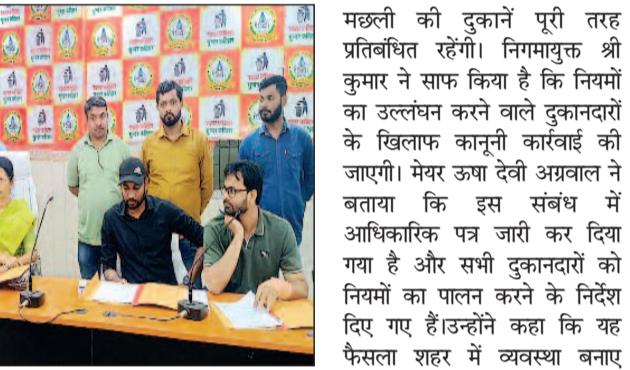 मछली की दुकानें पूरी तरह
प्रतिबंधित रहेंगी। निगमायुक्त श्री
कुमार ने साफ किया है कि नियमों
का उल्लंघन करने वाले दुकानदारों
के खिलाफ कानूनी कार्रवाई की
जाएगी। मेयर ऊषा देवी अग्रवाल ने
बताया कि इस संबंध में
आधिकारिक पत्र जारी कर दिया
गया है और सभी दुकानदारों को
नियमों का पालन करने के निर्देश
दिए गए हैं।उन्होंने कहा कि यह
फैसला शहर में व्यवस्था बनाए